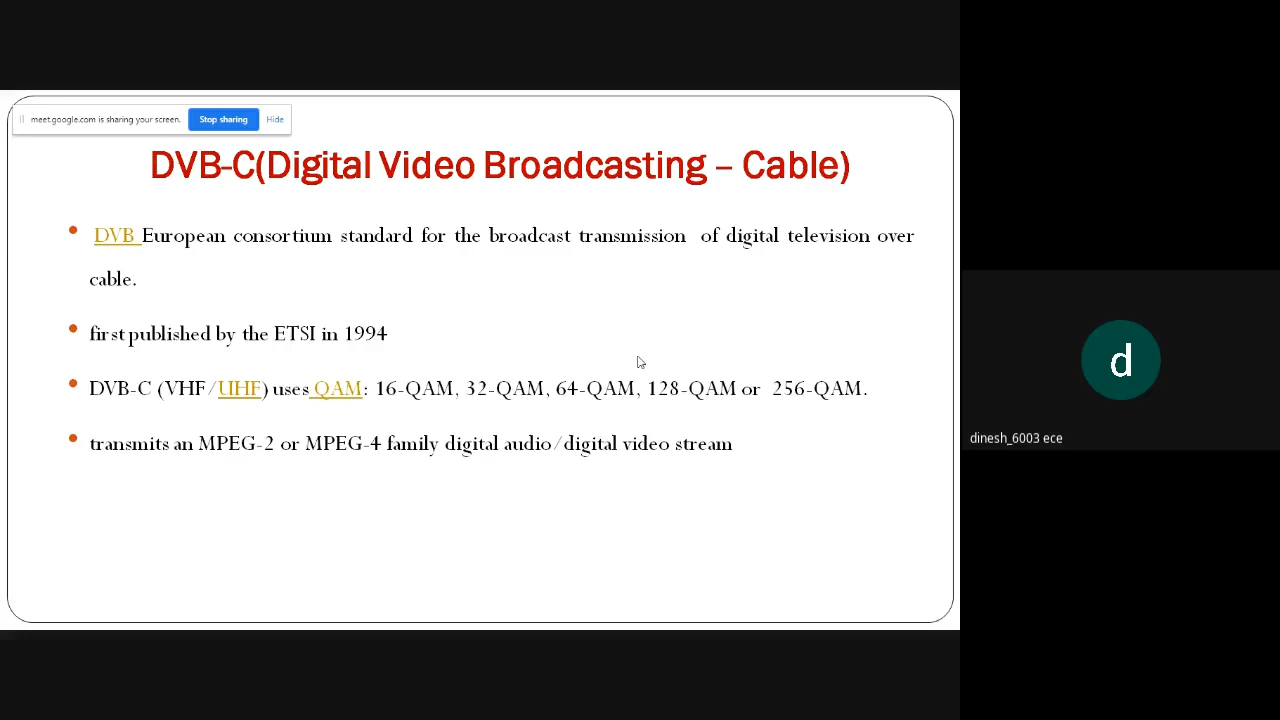 meet.google.com is sharing your screen. Stop sharing Hide
DVB-C(Digital Video Broadcasting – Cable)
• DVB European consortium standard for the broadcast transmission of digital television over
cable.
• first published by the ETSI in 1994
• DVB-C (VHF/UHF) uses QAM: 16-QAM, 32-QAM, 64-QAM, 128-QAM or 256-QAM.
• transmits an MPEG-2 or MPEG-4 family digital audio/digital video stream
d
dinesh_6003 ece